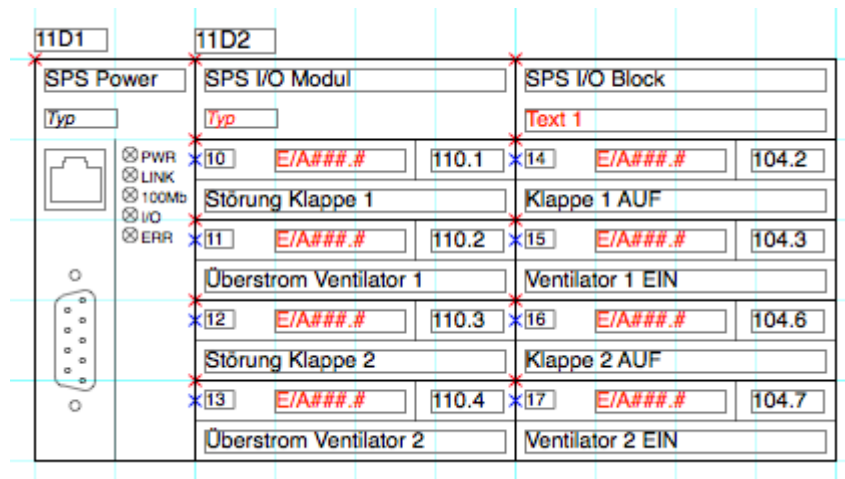 11D1 11D2
SPS Power SPS I/O Modul SPS I/O Block
Typ Typ Text 1
PWR 10 E/A###.# 110.1 14 E/A###.# 104.2
LINK
100Mb Störung Klappe 1 Klappe 1 AUF
I/O
ERR 11 E/A###.# 110.2 15 E/A###.# 104.3
Überstrom Ventilator 1 Ventilator 1 EIN
12 E/A###.# 110.3 16 E/A###.# 104.6
Störung Klappe 2 Klappe 2 AUF
13 E/A###.# 110.4 17 E/A###.# 104.7
Überstrom Ventilator 2 Ventilator 2 EIN